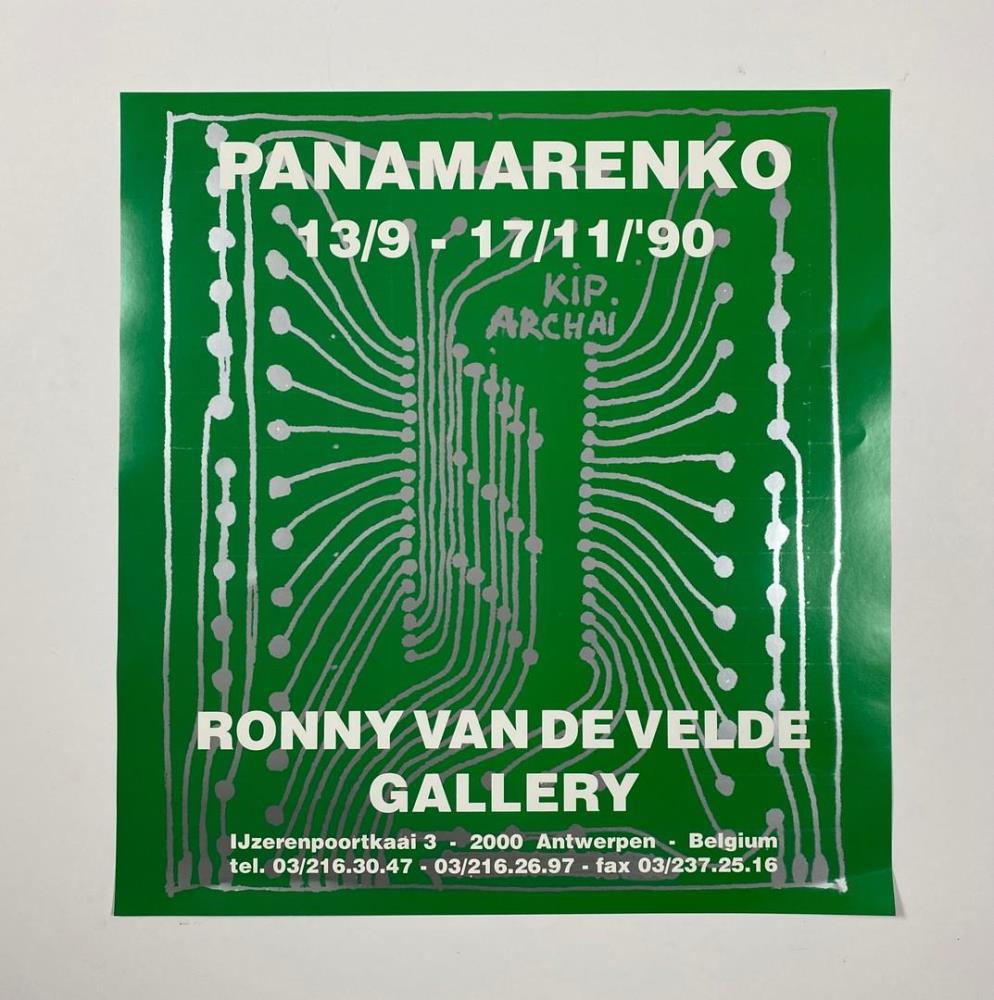 PANAMARENKO
13/9 - 17/11/'90
KiP.
ARCHAI
RONNY VAN DE VELDE
GALLERY
IJzerenpoortkaai 3 - 2000 Antwerpen - Belgium
tel. 03/216.30.47 - 03/216.26.97 - fax 03/237.25.16